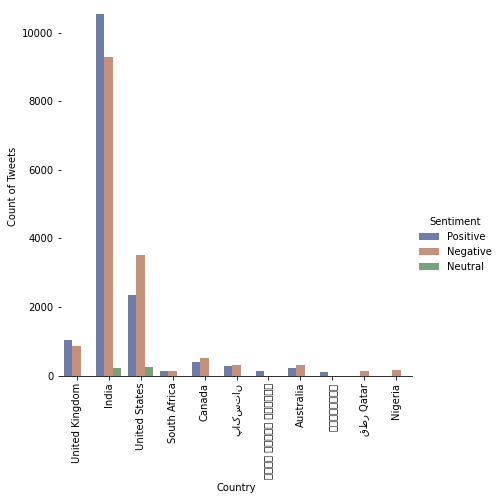 10000
8000
6000
4000
2000
0
Count of Tweets
Sentiment
Positive
Negative
Neutral
United Kingdom
India
United States
South Africa
Canada
پاکستان
Australia
قطر Qatar
Nigeria
Country